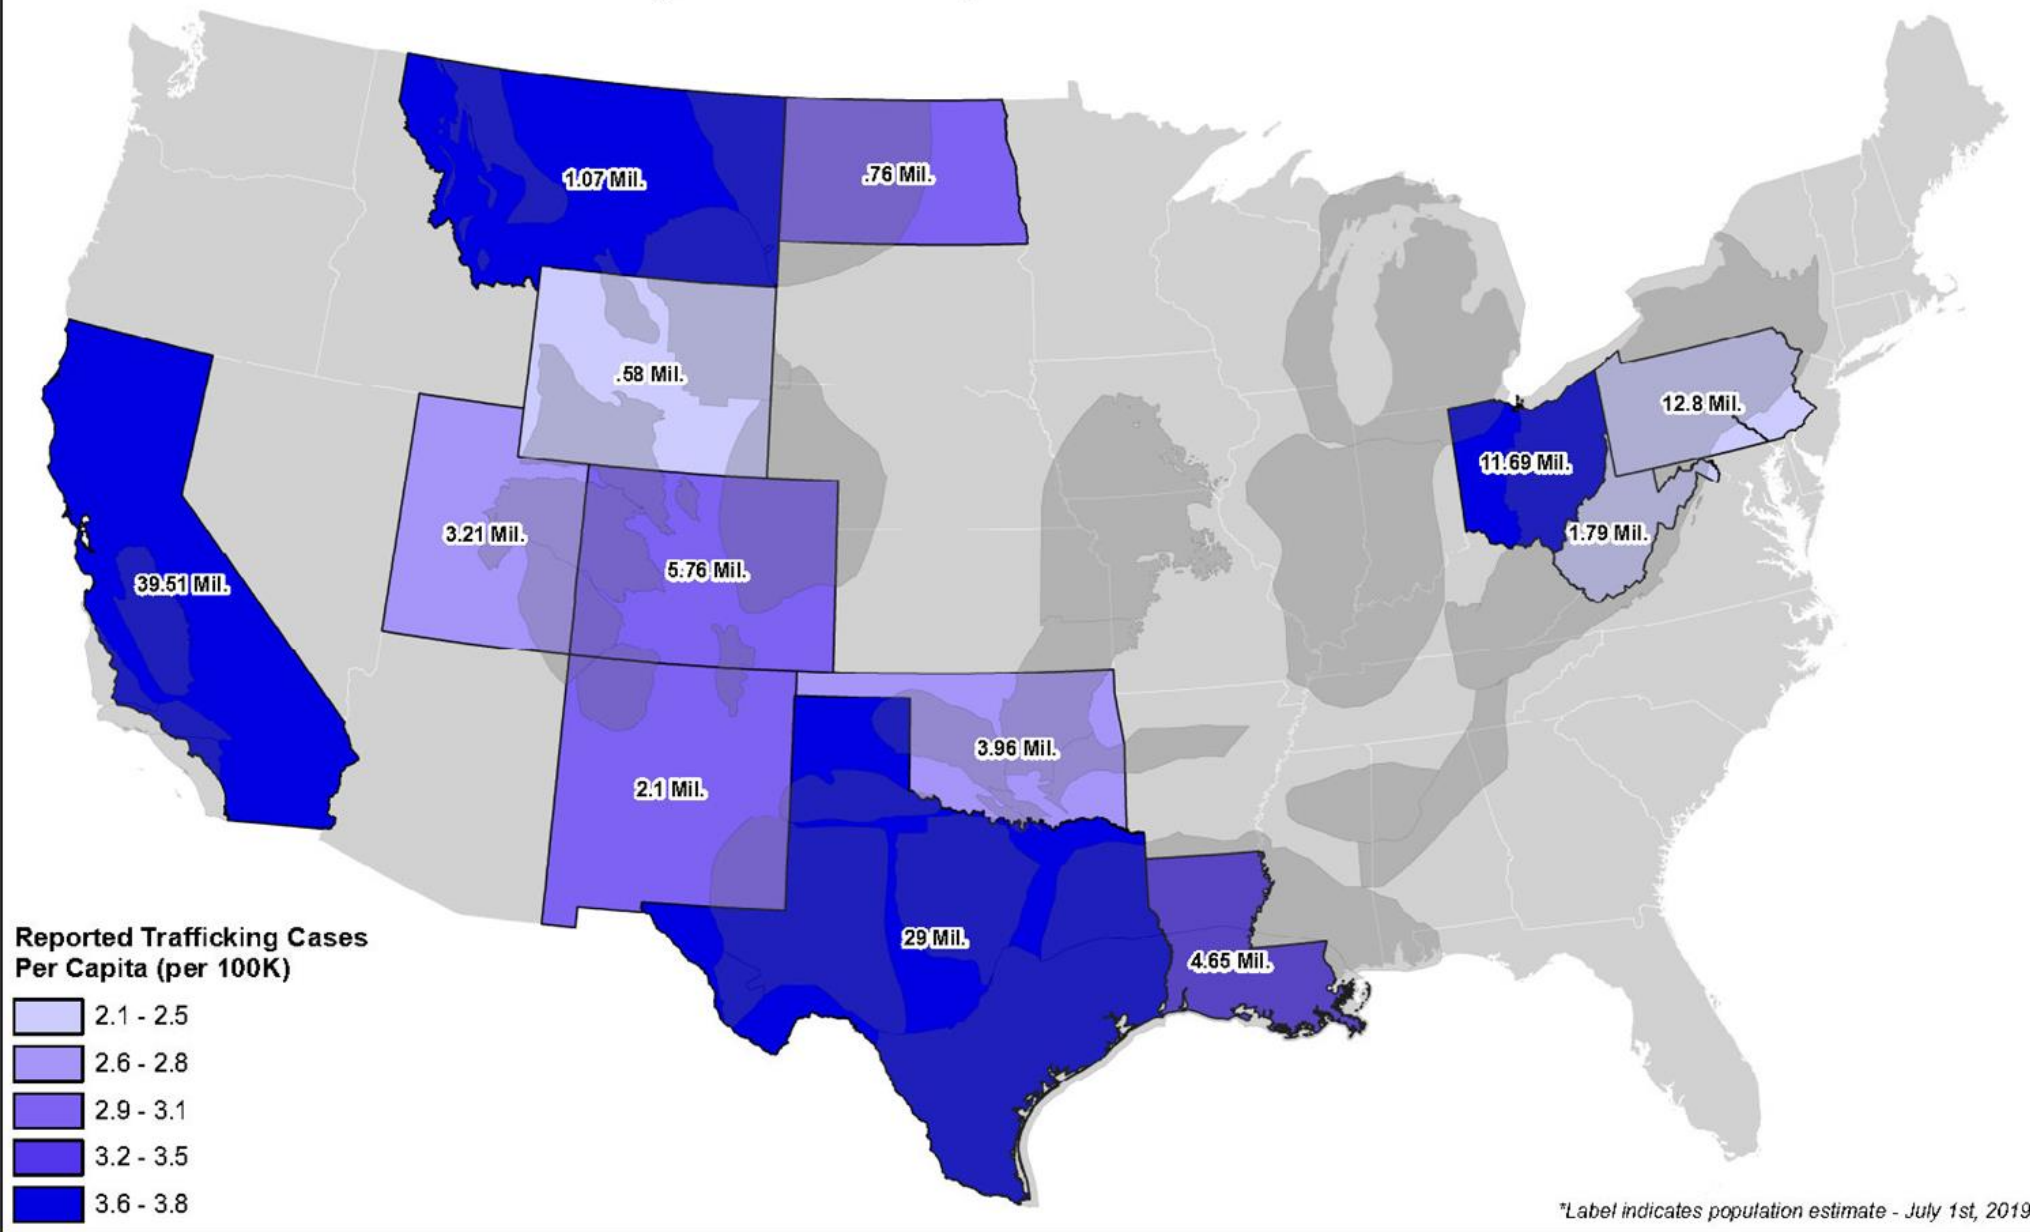 1.07 Mil.
.76 Mil.
.58 Mil.
12.8 Mil.
11.69 Mil.
3.21 Mil.
1.79 Mil.
5.76 Mil.
39.51 Mil.
3.96 Mil.
2.1 Mil.
29 Mil.
4.65 Mil.
Reported Trafficking Cases
Per Capita (per 100K)
2.1 - 2.5
2.6 - 2.8
2.9 - 3.1
3.2 - 3.5
3.6 - 3.8
*Label indicates population estimate - July 1st, 2019